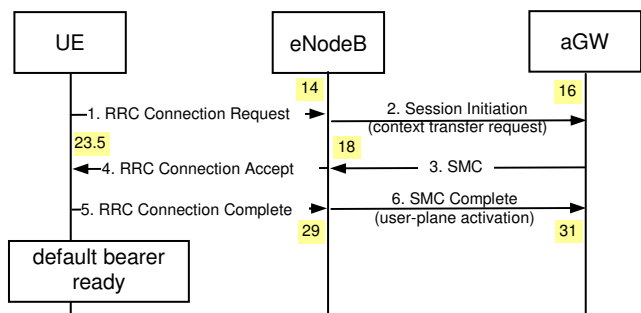 UE
eNodeB
aGW
14
16
1. RRC Connection Request
2. Session Initiation
(context transfer request)
23.5
18
4. RRC Connection Accept
3. SMC
5. RRC Connection Complete
6. SMC Complete
(user-plane activation)
29
31
default bearer
ready